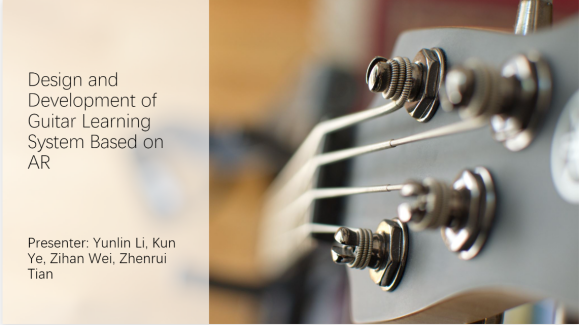 Design and
Development of
Guitar Learning
System Based on
AR
Presenter: Yunlin Li, Kun
Ye, Zihan Wei, Zhenrui
Tian